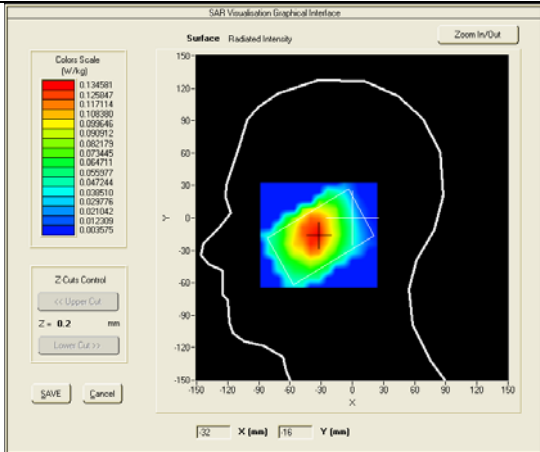 SAR Visualisation Graphical Interface
Surface Radiated Intensity
Zoom In/Out
Colors Scale
(W/kg)
0.134581
0.125847
0.117114
0.108380
0.099646
0.090912
0.082179
0.073445
0.064711
0.055977
0.047244
0.038510
0.029776
0.021042
0.012309
0.003575
150
120
90
60
30
0
-30
-60
-90
-120
-150
Y
-150 -120 -90 -60 -30 0 30 60 90 120 150
X
Z-Cuts Control
<< Upper Cut
Z = 0.2 mm
Lower Cut >>
SAVE Cancel
-32 X (mm) -16 Y (mm)